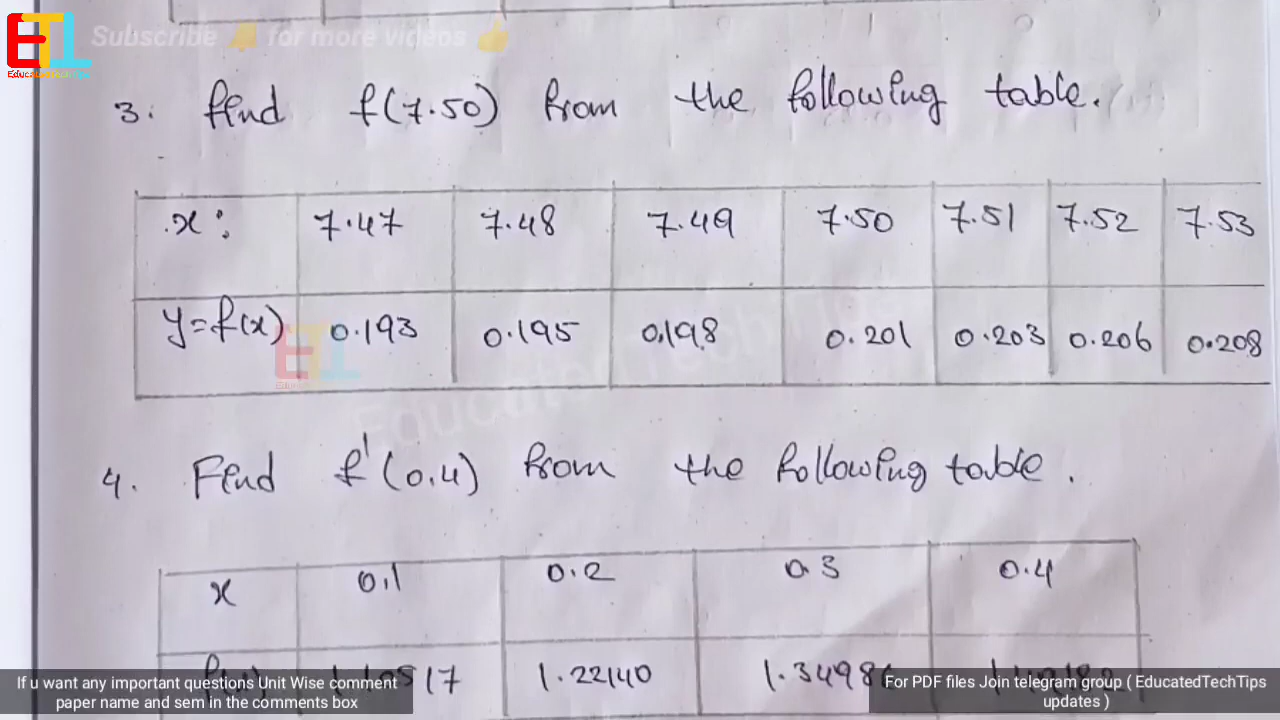 ETL
EducatedTechTips
Subscribe 🔔 for more videos 👍
3. find f(7.50) from the following table.
x: 7.47 7.48 7.49 7.50 7.51 7.52 7.53
y=f(x) 0.193 0.195 0.198 0.201 0.203 0.206 0.208
4. Find f'(0.4) from the following table.
x 0.1 0.2 0.3 0.4
1.22140
If u want any important questions Unit Wise comment
paper name and sem in the comments box
For PDF files Join telegram group ( EducatedTechTips
updates )